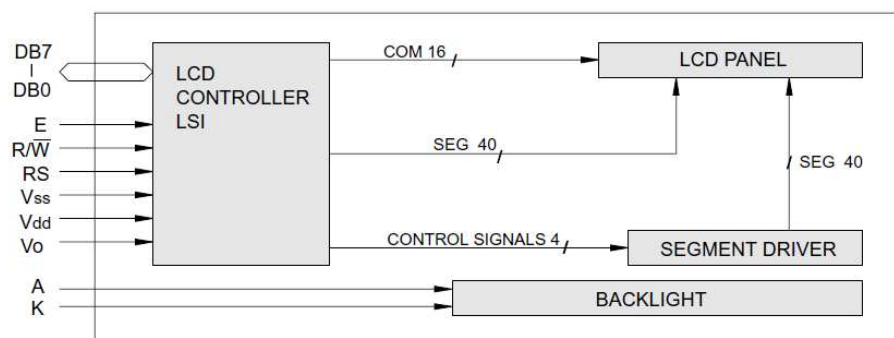 DB7
DB0
E
R/W̅
RS
Vss
Vdd
Vo
A
K
LCD
CONTROLLER
LSI
COM 16
LCD PANEL
SEG 40
SEG 40
CONTROL SIGNALS 4
SEGMENT DRIVER
BACKLIGHT